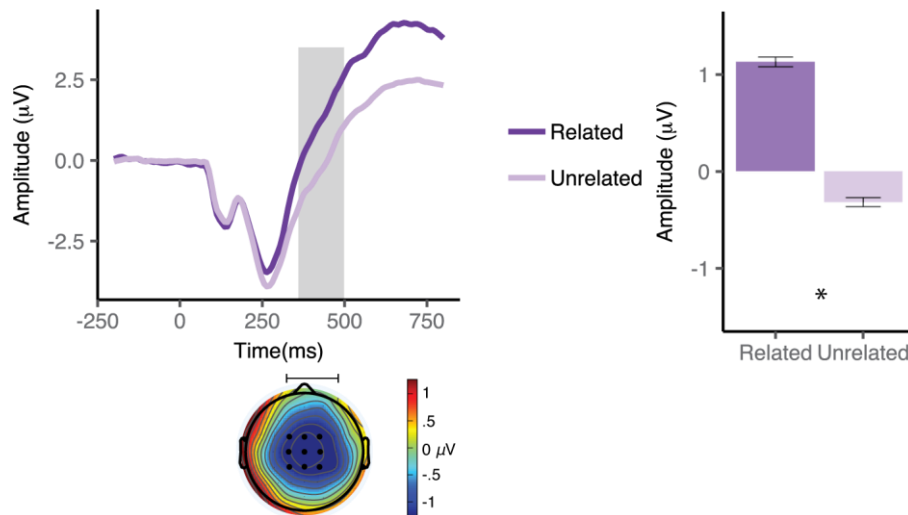 Amplitude (μV)
2.5
0.0
-2.5
-250
0
250
500
750
Time(ms)
Related
Unrelated
1
.5
0 μV
-.5
-1
Amplitude (μV)
1
0
-1
*
Related Unrelated